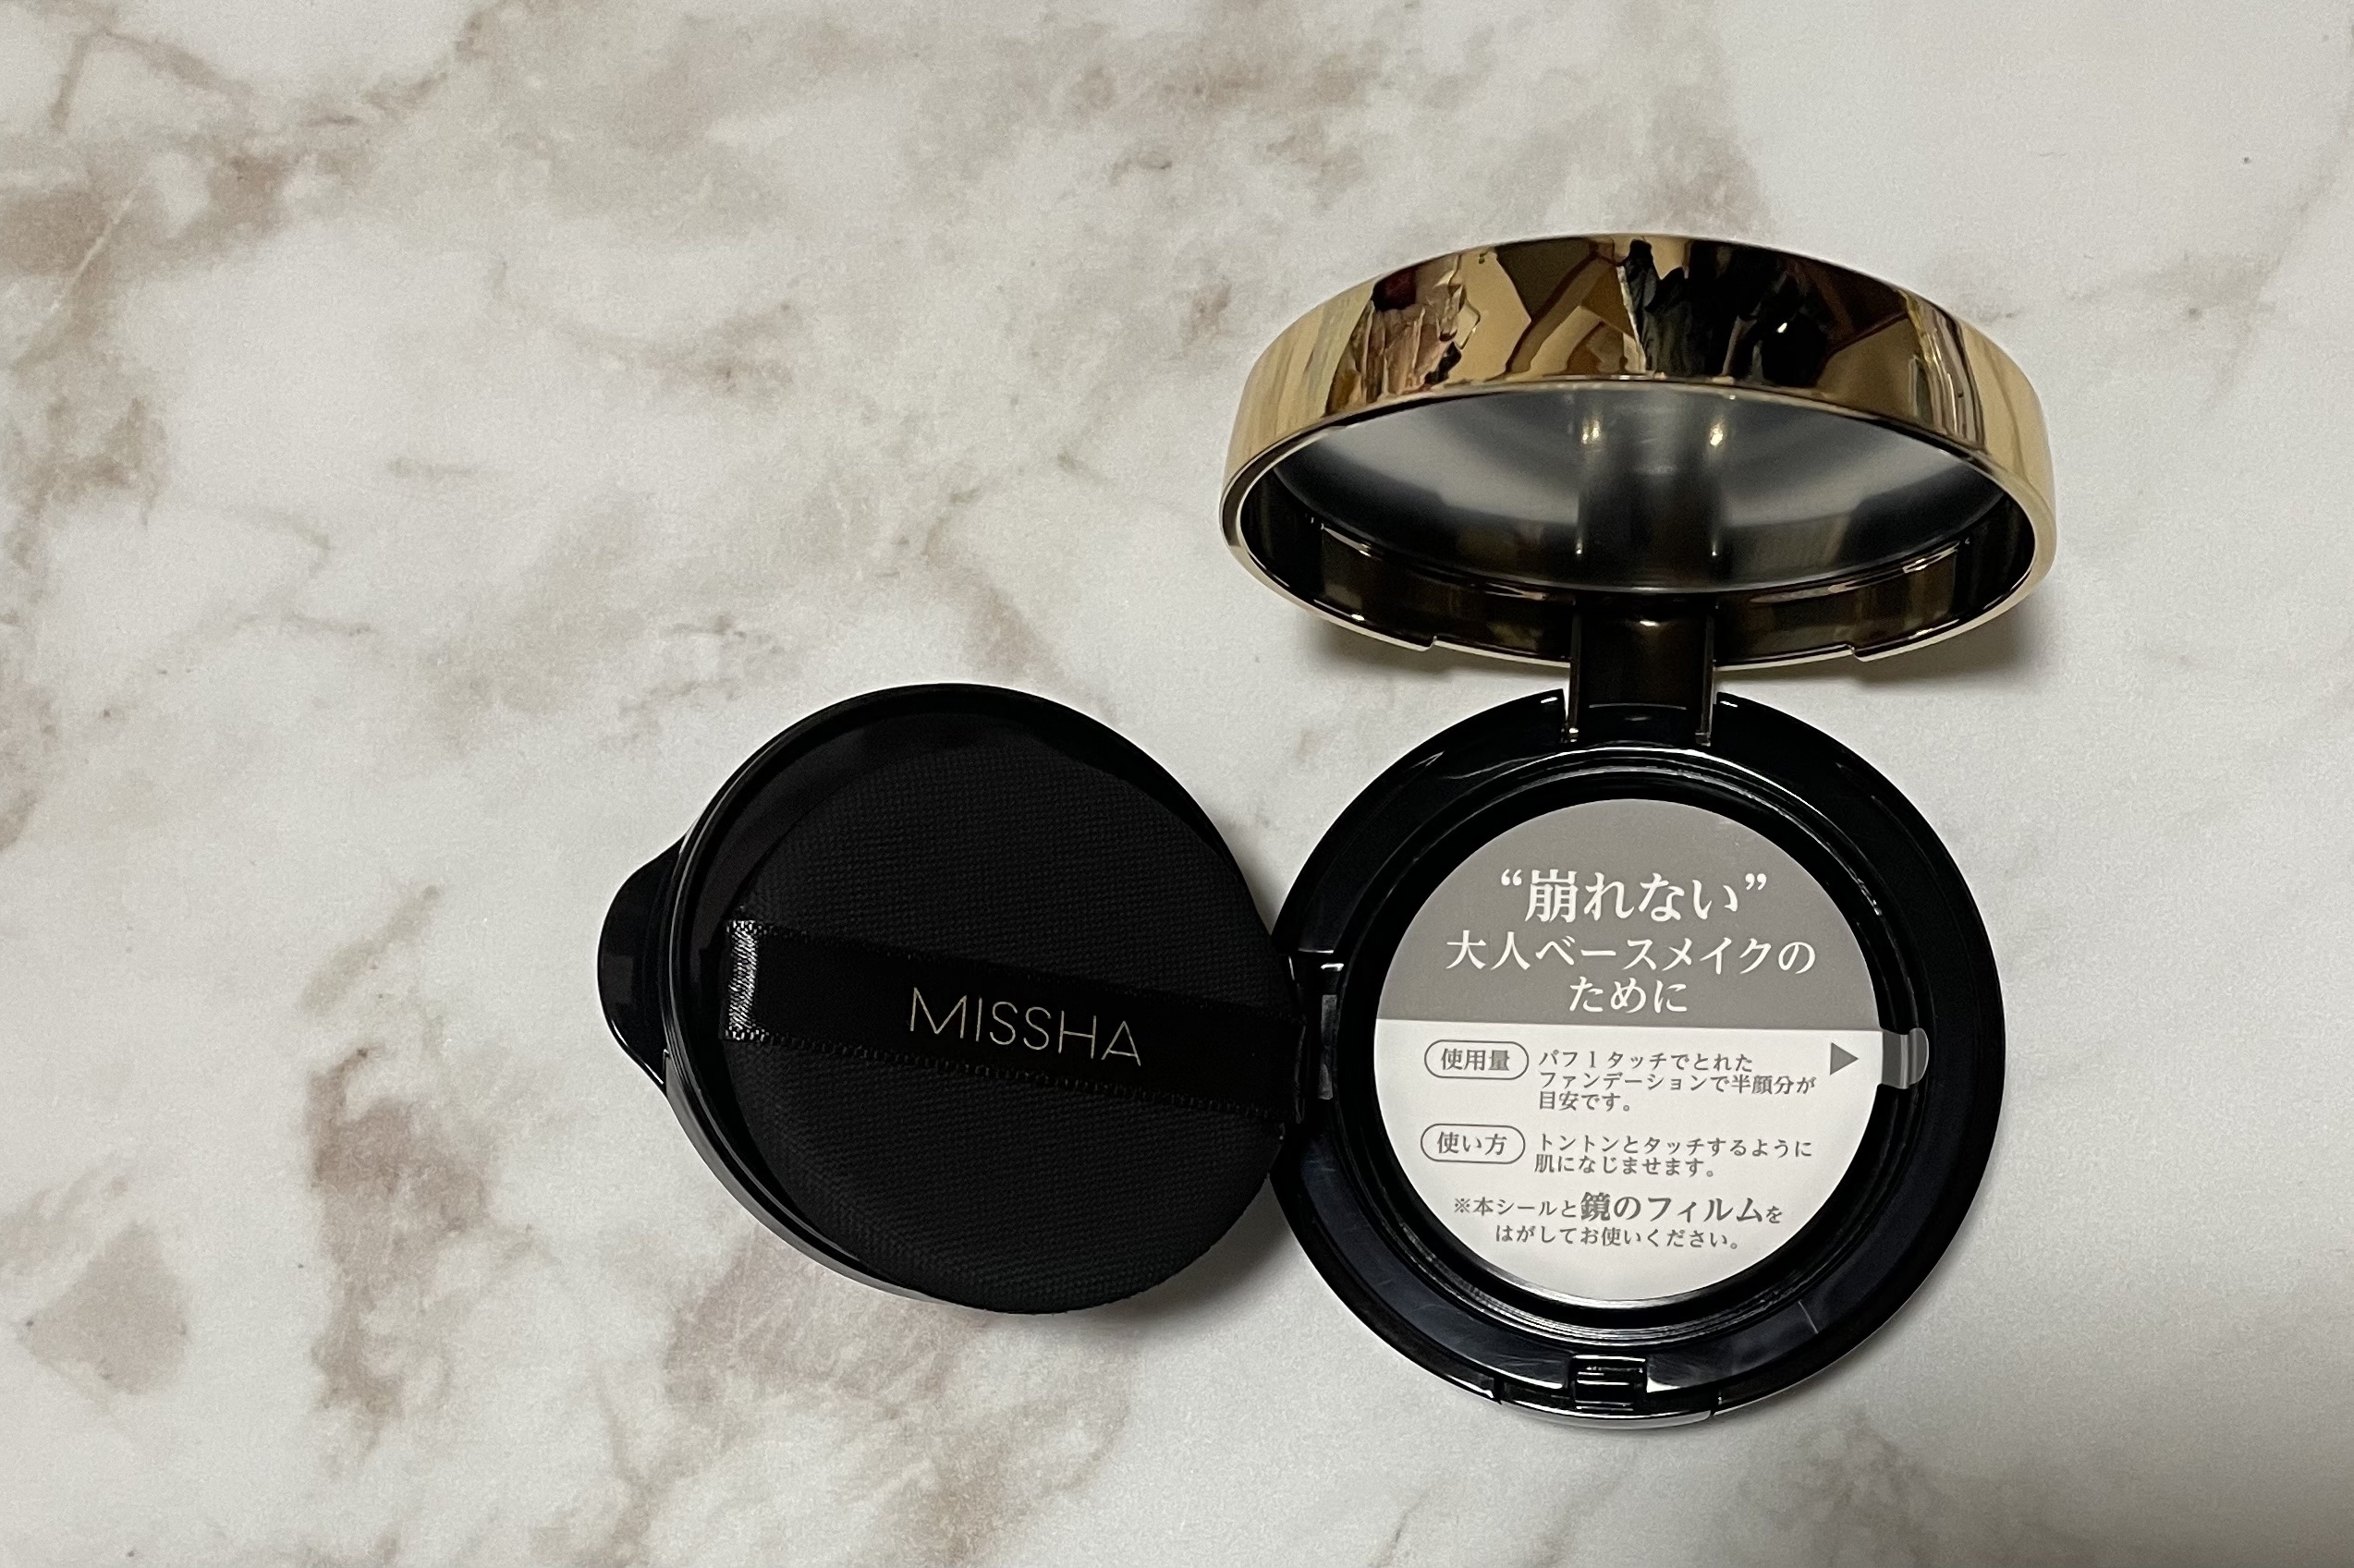 MISSHA
“崩れない”
大人ベースメイクの
ために
使用量 パフ1タッチでとれた
ファンデーションで半顔分が
目安です。
使い方 トントンとタッチするように
肌になじませます。
※本シールと鏡のフィルムを
はがしてお使いください。